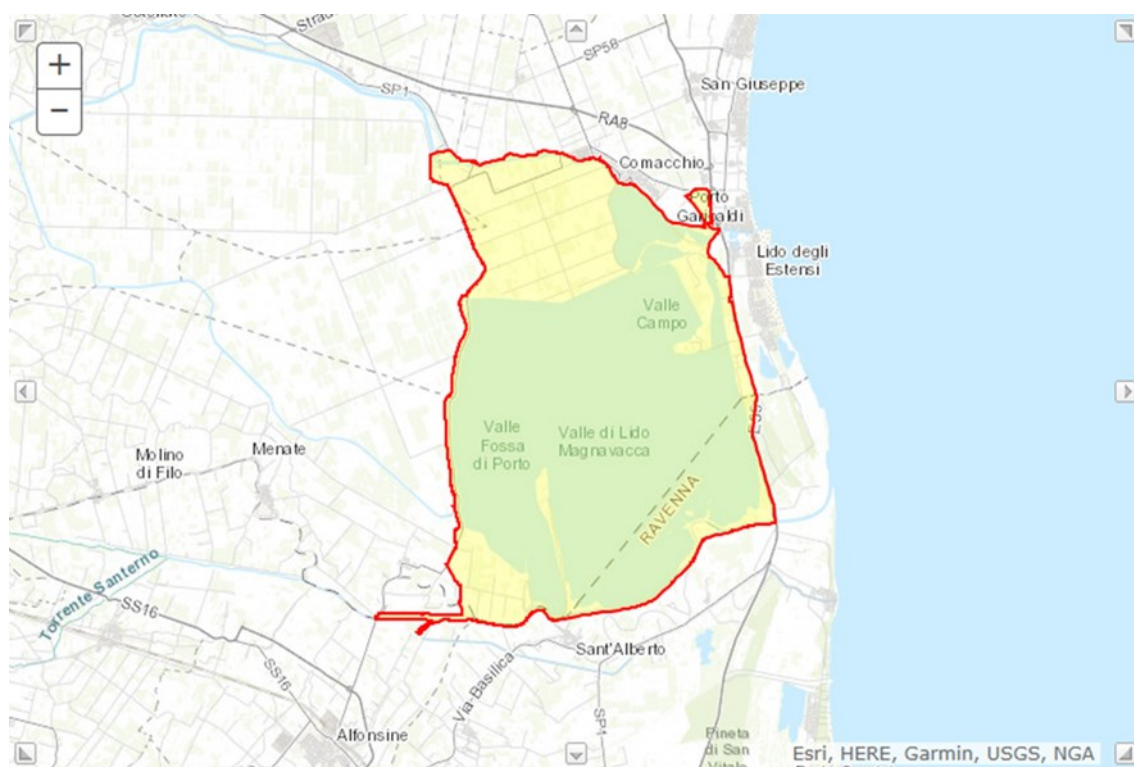 +
−
SP1
SP58
San Giuseppe
RA8
Comacchio
Porto
Garibaldi
Lido degli
Estensi
Valle
Campo
Valle
Fossa
di Porto
Valle di Lido
Magnavacca
E55
Molino
di Filo
Menate
RAVENNA
Torrente Santerno
SS16
SS16
Sant'Alberto
Via-Basilica
SP1
Alfonsine
Pineta
di San
Vitale
Esri, HERE, Garmin, USGS, NGA